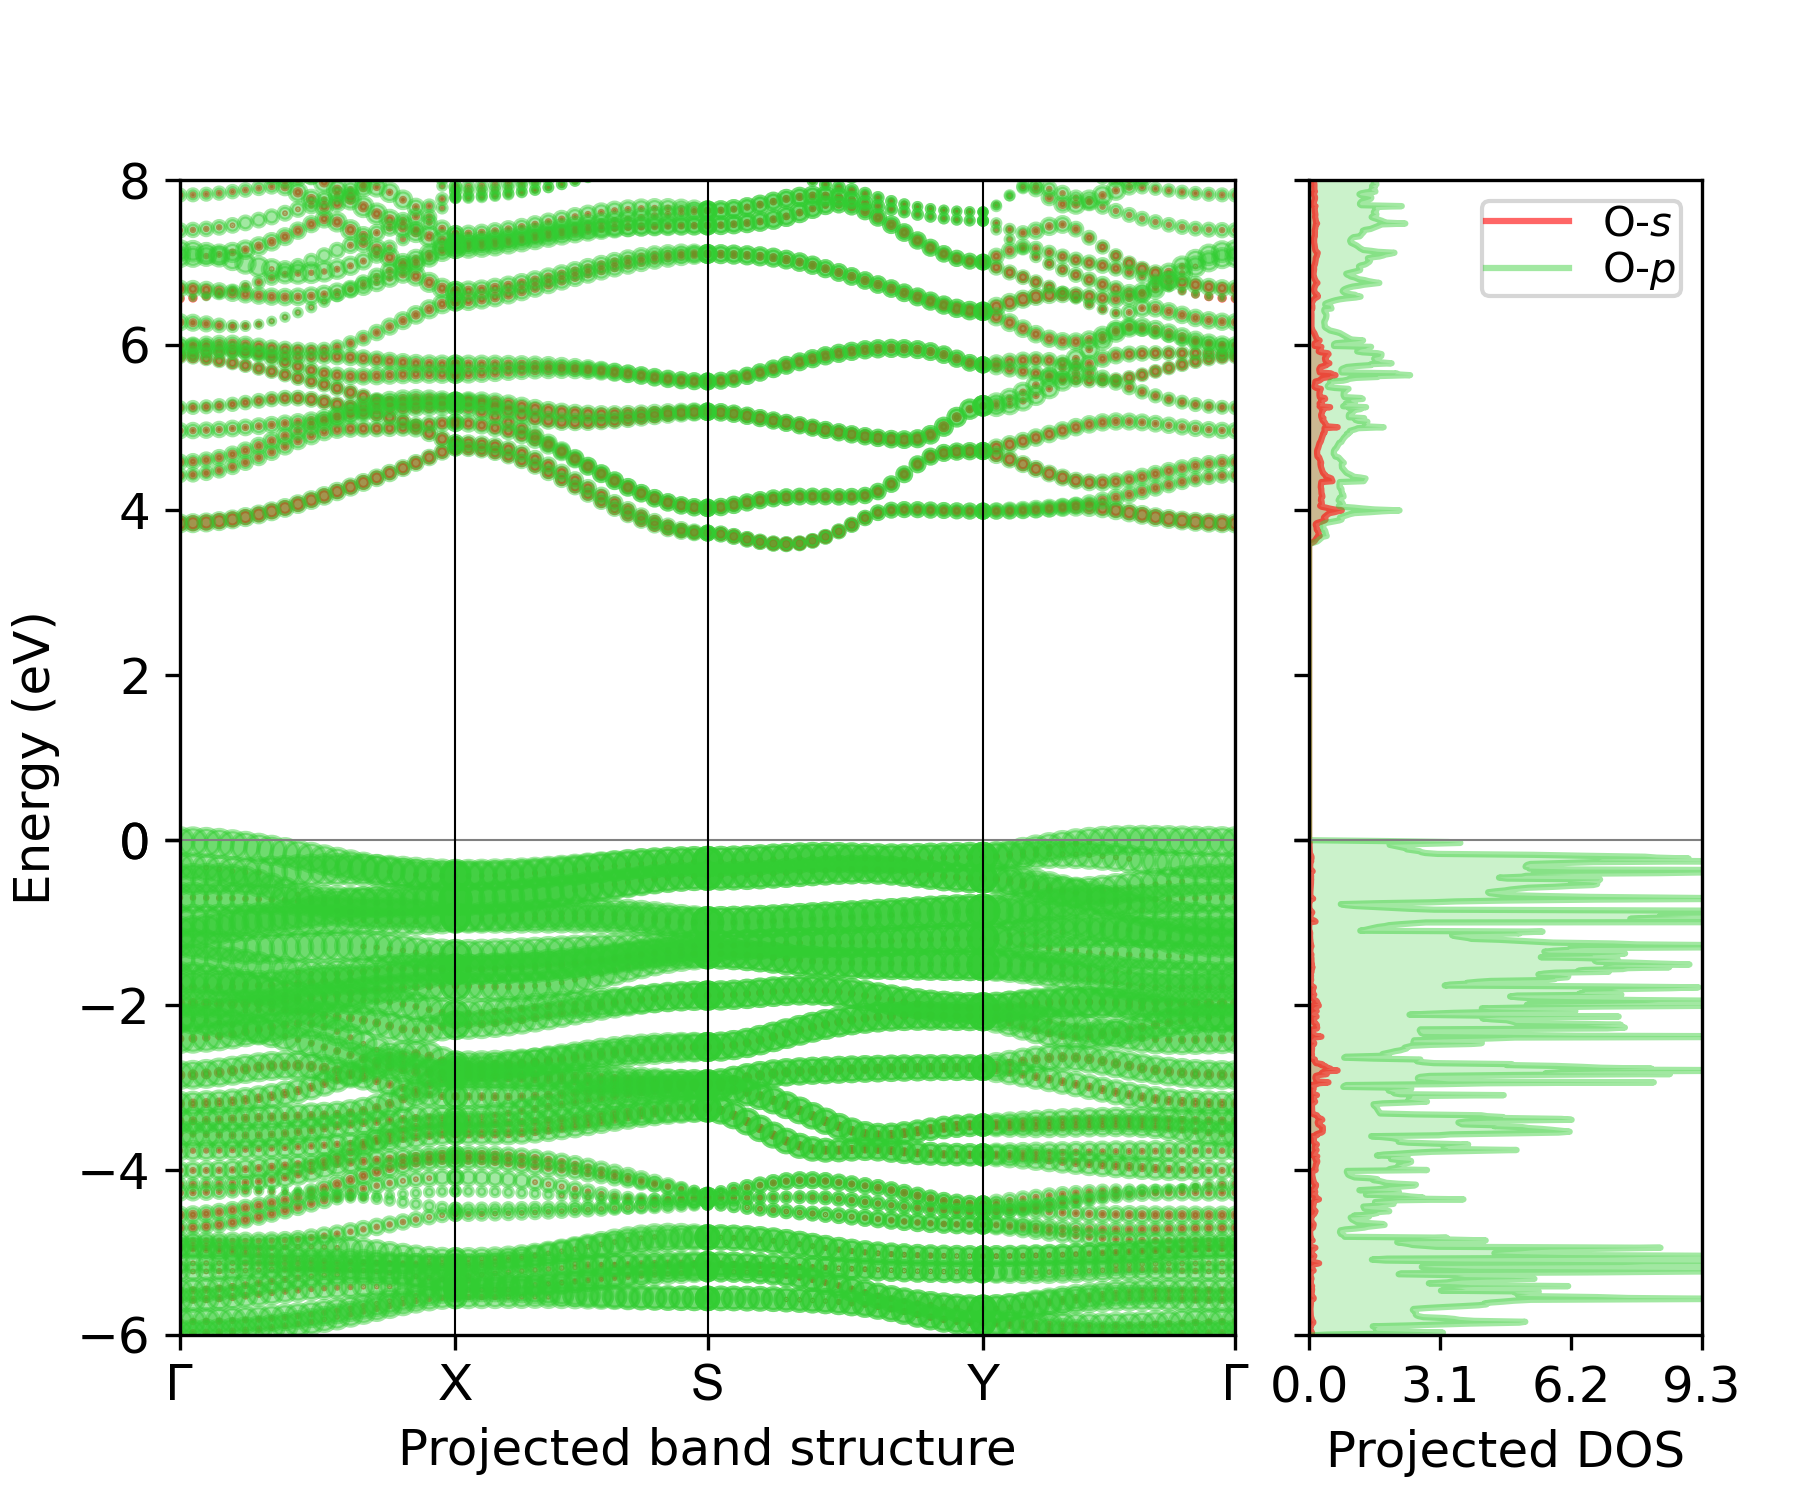 8
6
4
2
0
−2
−4
−6
Energy (eV)
Γ X S Y Γ
Projected band structure
O-s
O-p
0.0 3.1 6.2 9.3
Projected DOS